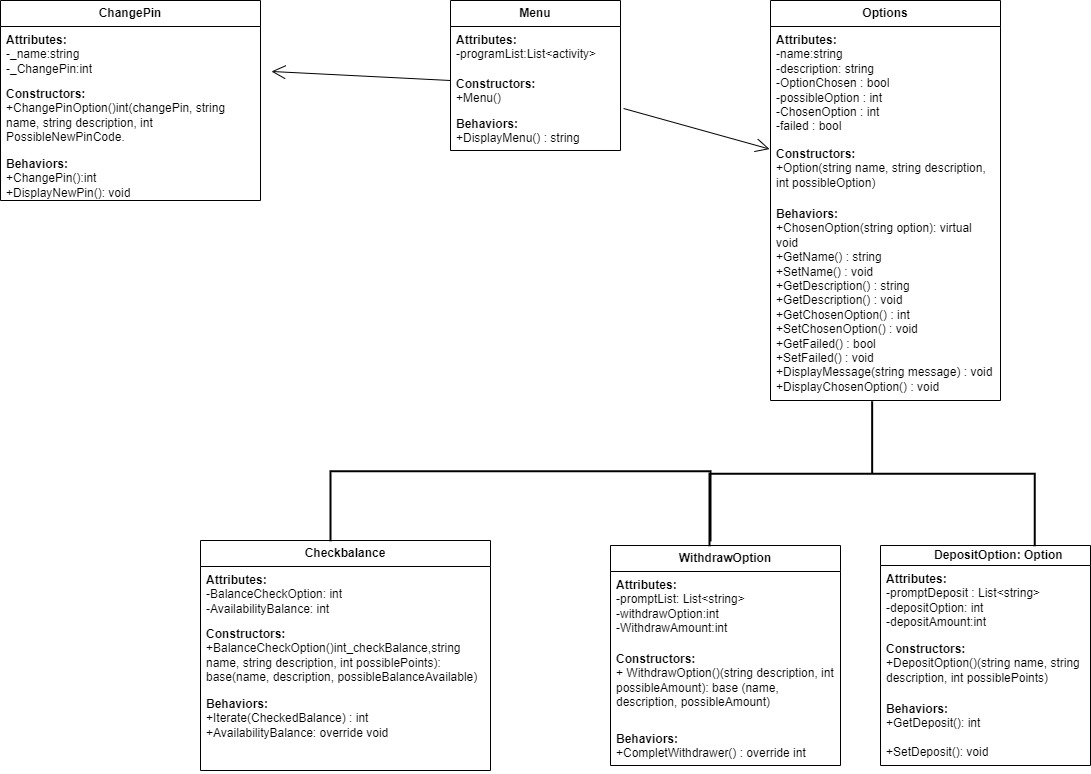 ChangePin
Attributes:
-_name:string
-_ChangePin:int
Constructors:
+ChangePinOption()int(changePin, string
name, string description, int
PossibleNewPinCode.
Behaviors:
+ChangePin():int
+DisplayNewPin(): void
Menu
Attributes:
-programList:List<activity>
Constructors:
+Menu()
Behaviors:
+DisplayMenu() : string
Options
Attributes:
-name:string
-description: string
-OptionChosen : bool
-possibleOption : int
-ChosenOption : int
-failed : bool
Constructors:
+Option(string name, string description,
int possibleOption)
Behaviors:
+ChosenOption(string option): virtual
void
+GetName() : string
+SetName() : void
+GetDescription() : string
+GetDescription() : void
+GetChosenOption() : int
+SetChosenOption() : void
+GetFailed() : bool
+SetFailed() : void
+DisplayMessage(string message) : void
+DisplayChosenOption() : void
Checkbalance
Attributes:
-BalanceCheckOption: int
-AvailabilityBalance: int
Constructors:
+BalanceCheckOption()int_checkBalance,string
name, string description, int possiblePoints):
base(name, description, possibleBalanceAvailable)
Behaviors:
+Iterate(CheckedBalance) : int
+AvailabilityBalance: override void
WithdrawOption
Attributes:
-promptList: List<string>
-withdrawOption:int
-WithdrawAmount:int
Constructors:
+ WithdrawOption()(string description, int
possibleAmount): base (name,
description, possibleAmount)
Behaviors:
+CompletWithdrawer() : override int
DepositOption: Option
Attributes:
-promptDeposit : List<string>
-depositOption: int
-depositAmount:int
Constructors:
+DepositOption()(string name, string
description, int possiblePoints)
Behaviors:
+GetDeposit(): int
+SetDeposit(): void